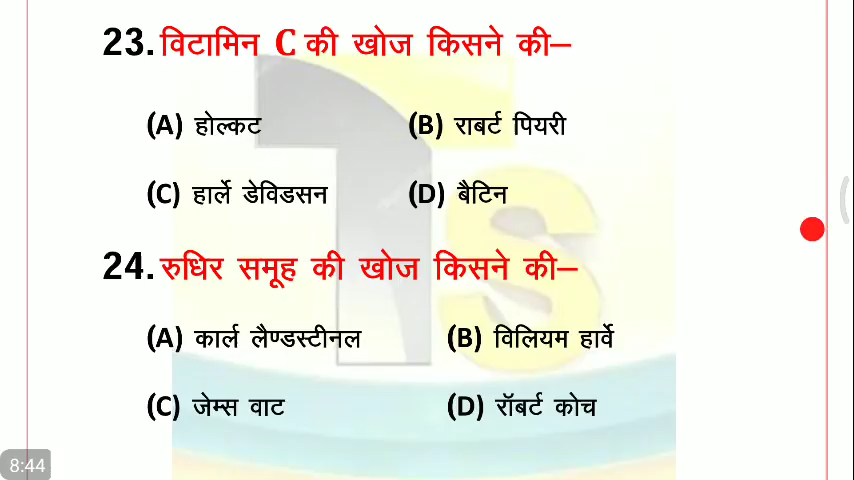 23. विटामिन C की खोज किसने की–
(A) होल्कट (B) राबर्ट पियरी
(C) हार्ले डेविडसन (D) बैटिन
24. रुधिर समूह की खोज किसने की–
(A) कार्ल लैण्डस्टीनल (B) विलियम हार्वे
(C) जेम्स वाट (D) रॉबर्ट कोच
8:44